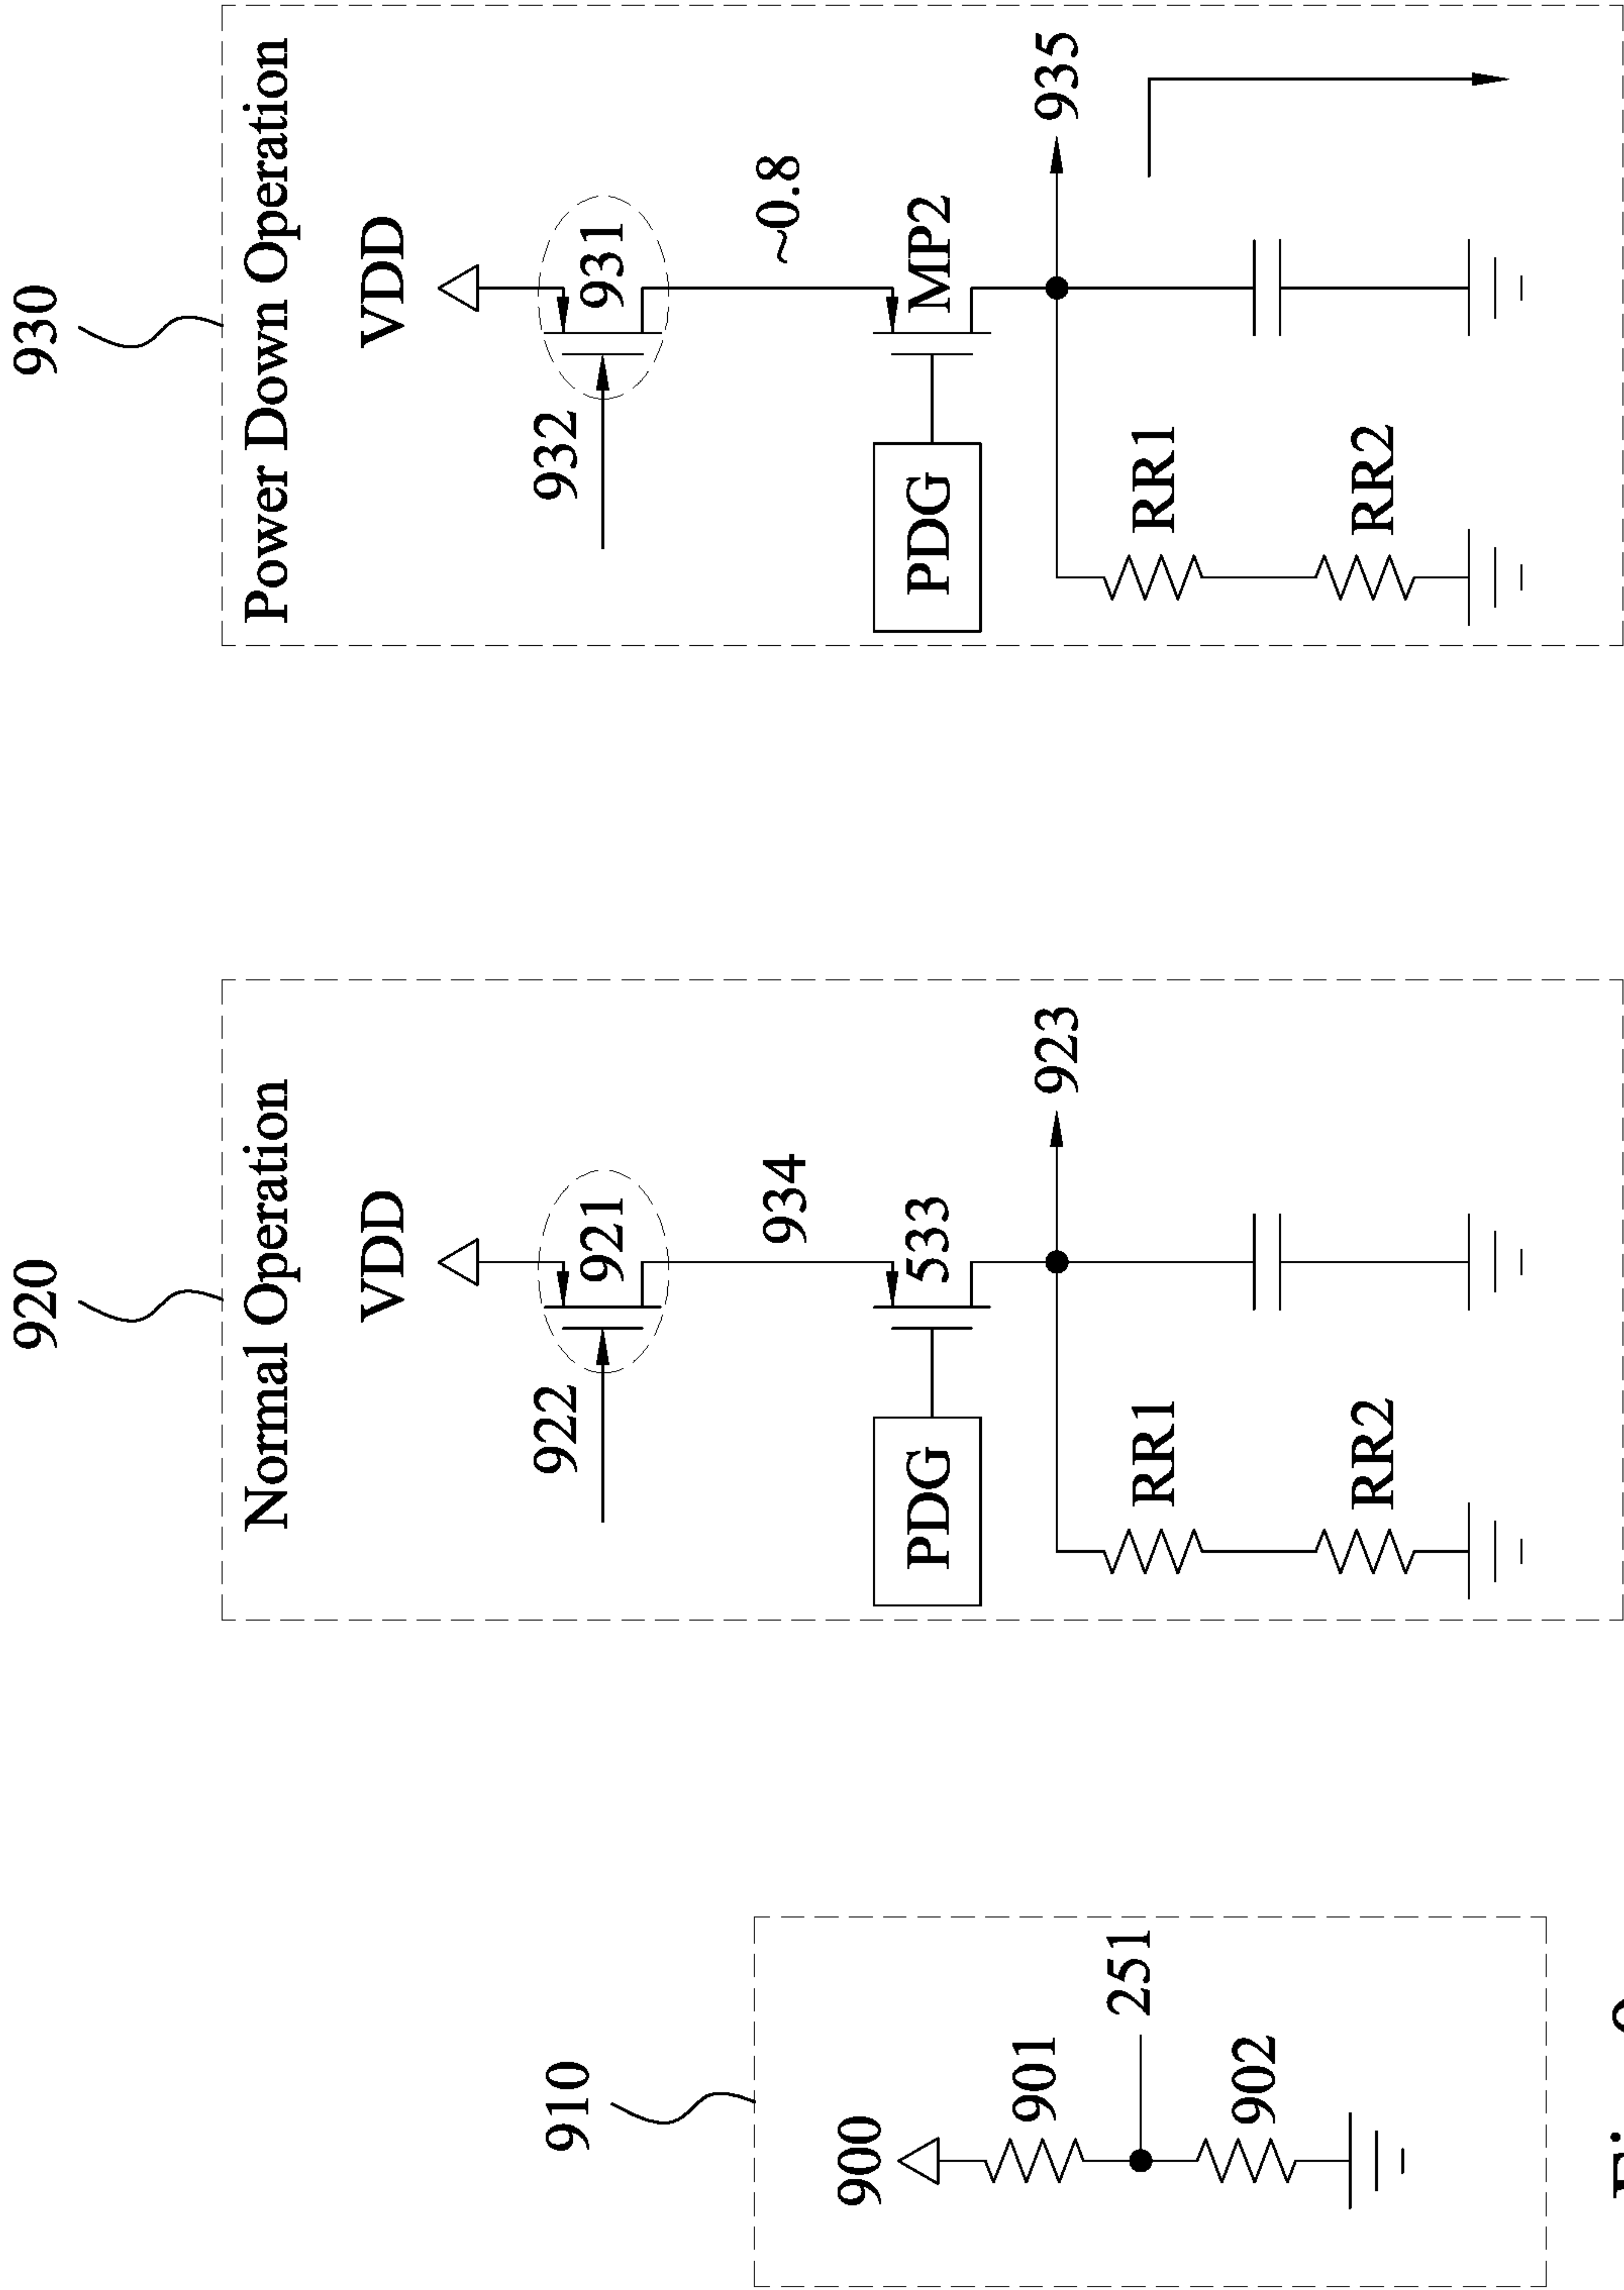 910
900
901
251
902
920
Normal Operation
VDD
922
921
934
PDG
533
923
RR1
RR2
930
Power Down Operation
VDD
932
931
~0.8
PDG
MP2
935
RR1
RR2